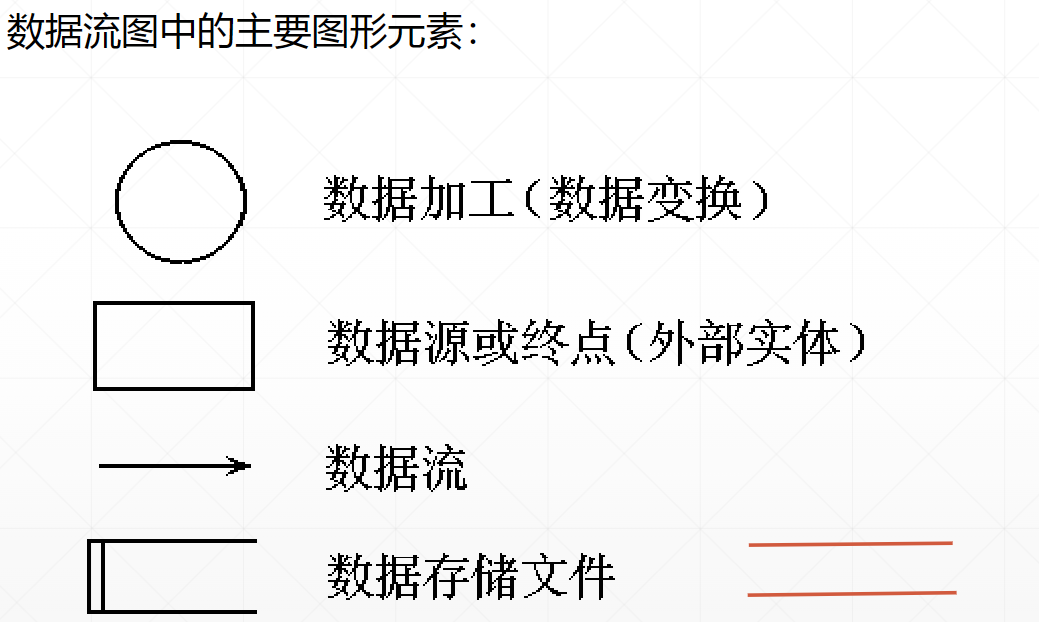 数据流图中的主要图形元素：
数据加工(数据变换)
数据源或终点(外部实体)
数据流
数据存储文件